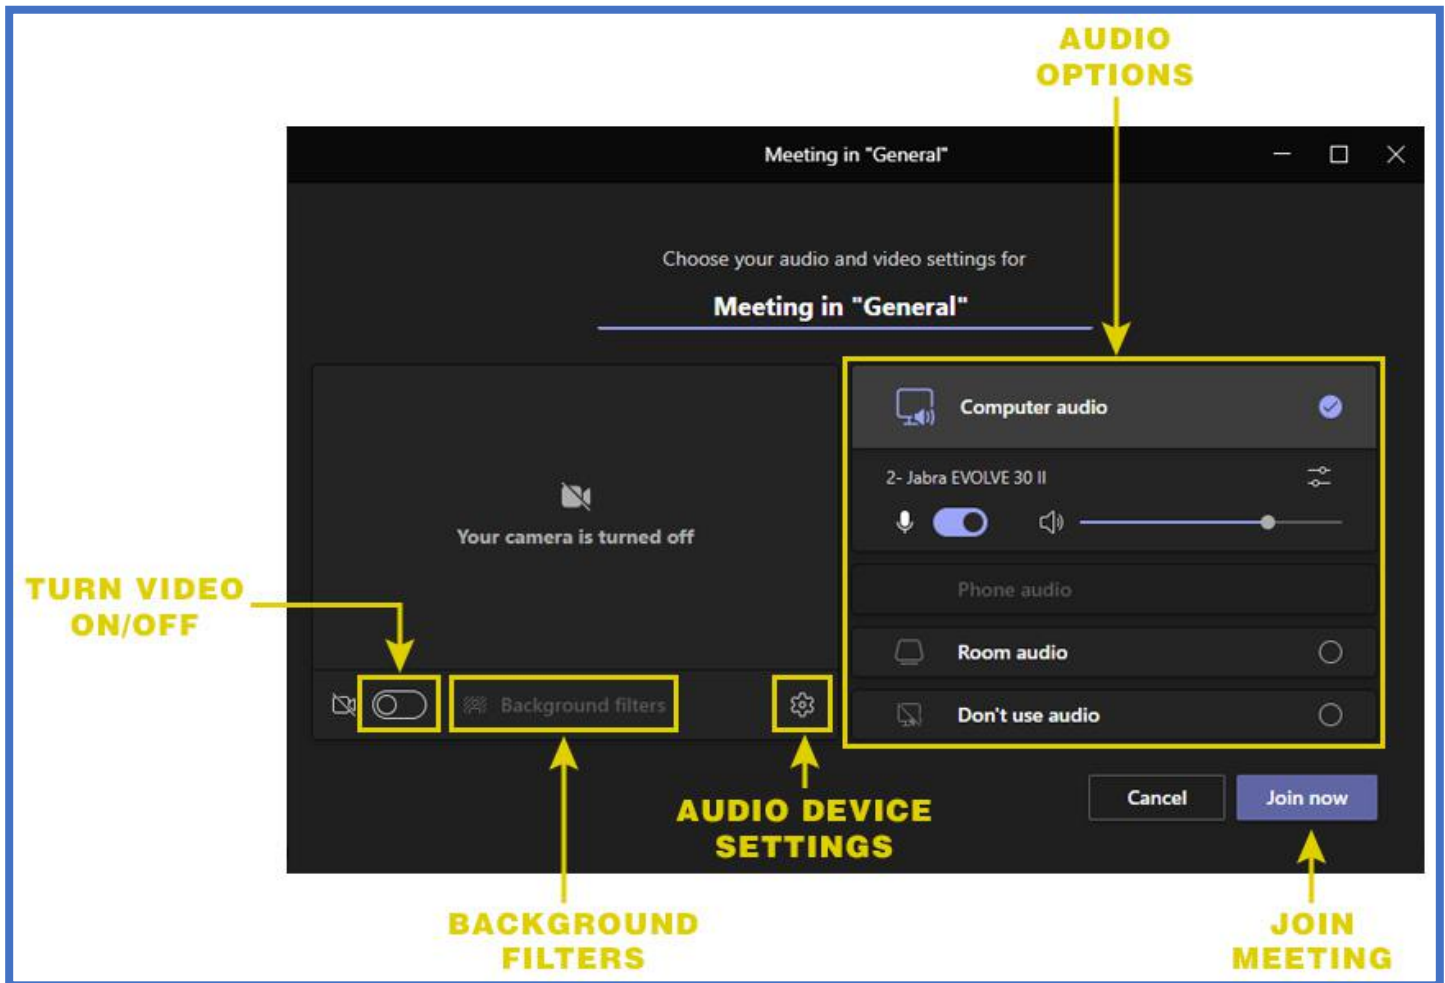 AUDIO
OPTIONS
Meeting in "General"
Choose your audio and video settings for
Meeting in "General"
Computer audio
2- Jabra EVOLVE 30 II
Your camera is turned off
Phone audio
TURN VIDEO
ON/OFF
Room audio
Background filters
Don't use audio
Cancel
Join now
AUDIO DEVICE
SETTINGS
BACKGROUND
FILTERS
JOIN
MEETING